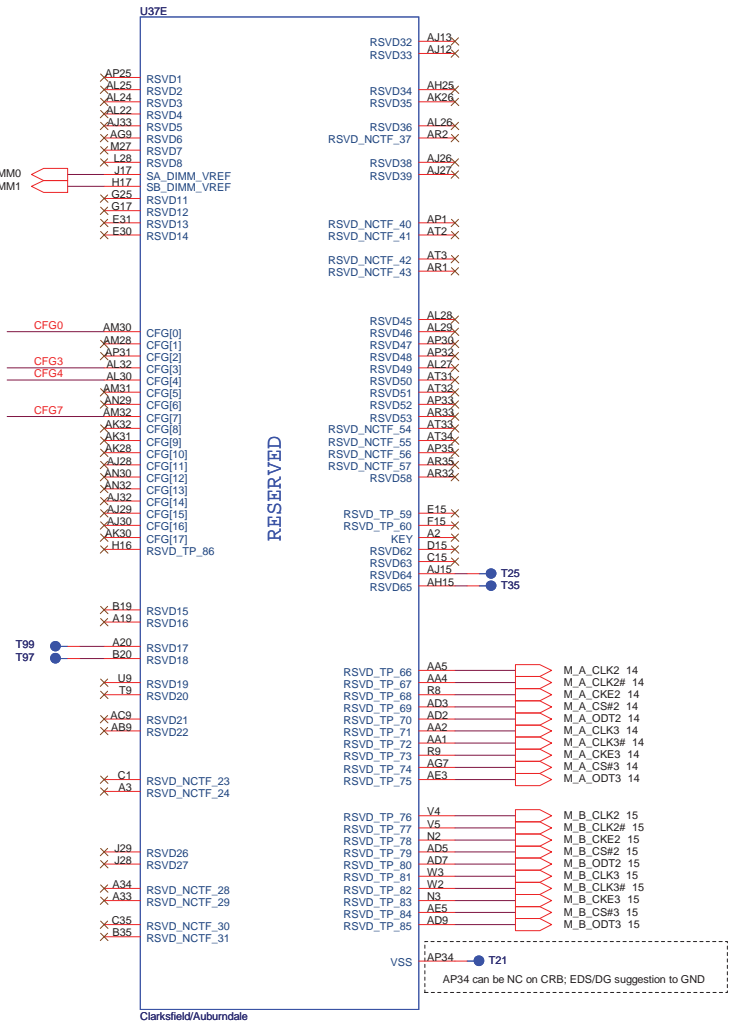 U37E
AP25 RSVD1
AL25 RSVD2
AL24 RSVD3
AL22 RSVD4
AJ33 RSVD5
AG9 RSVD6
M27 RSVD7
L28 RSVD8
MM0 J17 SA_DIMM_VREF
MM1 H17 SB_DIMM_VREF
G25 RSVD11
G17 RSVD12
E31 RSVD13
E30 RSVD14
CFG0 AM30 CFG[0]
AM28 CFG[1]
AP31 CFG[2]
CFG3 AL32 CFG[3]
CFG4 AL30 CFG[4]
AM31 CFG[5]
AN29 CFG[6]
CFG7 AM32 CFG[7]
AK32 CFG[8]
AK31 CFG[9]
AK28 CFG[10]
AJ28 CFG[11]
AN30 CFG[12]
AN32 CFG[13]
AJ32 CFG[14]
AJ29 CFG[15]
AJ30 CFG[16]
AK30 CFG[17]
H16 RSVD_TP_86
B19 RSVD15
A19 RSVD16
T99 A20 RSVD17
T97 B20 RSVD18
U9 RSVD19
T9 RSVD20
AC9 RSVD21
AB9 RSVD22
C1 RSVD_NCTF_23
A3 RSVD_NCTF_24
J29 RSVD26
J28 RSVD27
A34 RSVD_NCTF_28
A33 RSVD_NCTF_29
C35 RSVD_NCTF_30
B35 RSVD_NCTF_31
RESERVED
RSVD32 AJ13
RSVD33 AJ12
RSVD34 AH25
RSVD35 AK26
RSVD36 AL26
RSVD_NCTF_37 AR2
RSVD38 AJ26
RSVD39 AJ27
RSVD_NCTF_40 AP1
RSVD_NCTF_41 AT2
RSVD_NCTF_42 AT3
RSVD_NCTF_43 AR1
RSVD45 AL28
RSVD46 AL29
RSVD47 AP30
RSVD48 AP32
RSVD49 AL27
RSVD50 AT31
RSVD51 AT32
RSVD52 AP33
RSVD53 AR33
RSVD_NCTF_54 AT33
RSVD_NCTF_55 AT34
RSVD_NCTF_56 AP35
RSVD_NCTF_57 AR35
RSVD58 AR32
RSVD_TP_59 E15
RSVD_TP_60 F15
KEY A2
RSVD62 D15
RSVD63 C15
RSVD64 AJ15 T25
RSVD65 AH15 T35
RSVD_TP_66 AA5 M_A_CLK2 14
RSVD_TP_67 AA4 M_A_CLK2# 14
RSVD_TP_68 R8 M_A_CKE2 14
RSVD_TP_69 AD3 M_A_CS#2 14
RSVD_TP_70 AD2 M_A_ODT2 14
RSVD_TP_71 AA2 M_A_CLK3 14
RSVD_TP_72 AA1 M_A_CLK3# 14
RSVD_TP_73 R9 M_A_CKE3 14
RSVD_TP_74 AG7 M_A_CS#3 14
RSVD_TP_75 AE3 M_A_ODT3 14
RSVD_TP_76 V4 M_B_CLK2 15
RSVD_TP_77 V5 M_B_CLK2# 15
RSVD_TP_78 N2 M_B_CKE2 15
RSVD_TP_79 AD5 M_B_CS#2 15
RSVD_TP_80 AD7 M_B_ODT2 15
RSVD_TP_81 W3 M_B_CLK3 15
RSVD_TP_82 W2 M_B_CLK3# 15
RSVD_TP_83 N3 M_B_CKE3 15
RSVD_TP_84 AE5 M_B_CS#3 15
RSVD_TP_85 AD9 M_B_ODT3 15
VSS AP34 T21
AP34 can be NC on CRB; EDS/DG suggestion to GND
Clarksfield/Auburndale